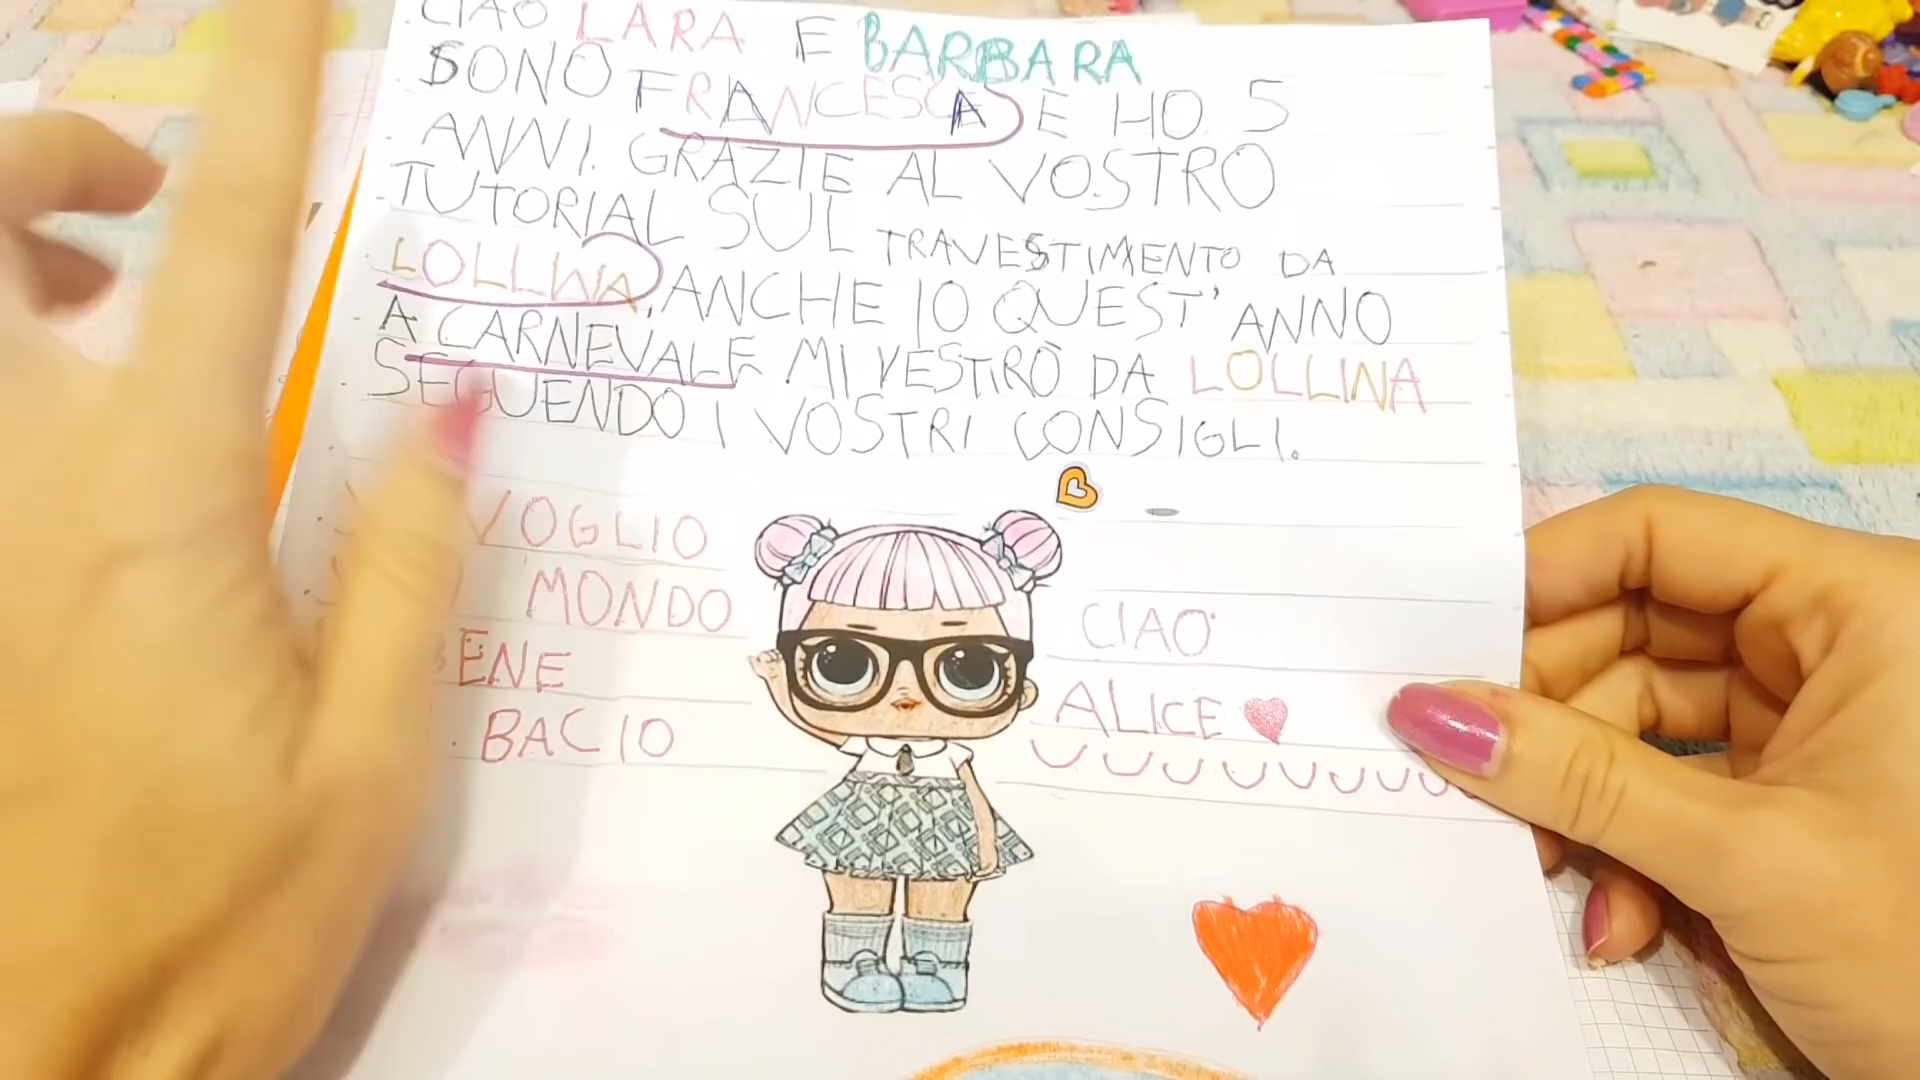 CIAO LARA E BARBARA
SONO FRANCESCA E HO 5
ANNI. GRAZIE AL VOSTRO
TUTORIAL SUL TRAVESTIMENTO DA
LOLLINA, ANCHE IO QUEST' ANNO
A CARNEVALE MI VESTIRÒ DA LOLLINA
SEGUENDO I VOSTRI CONSIGLI.
VOGLIO
MONDO
BENE
BACIO
CIAO
ALICE